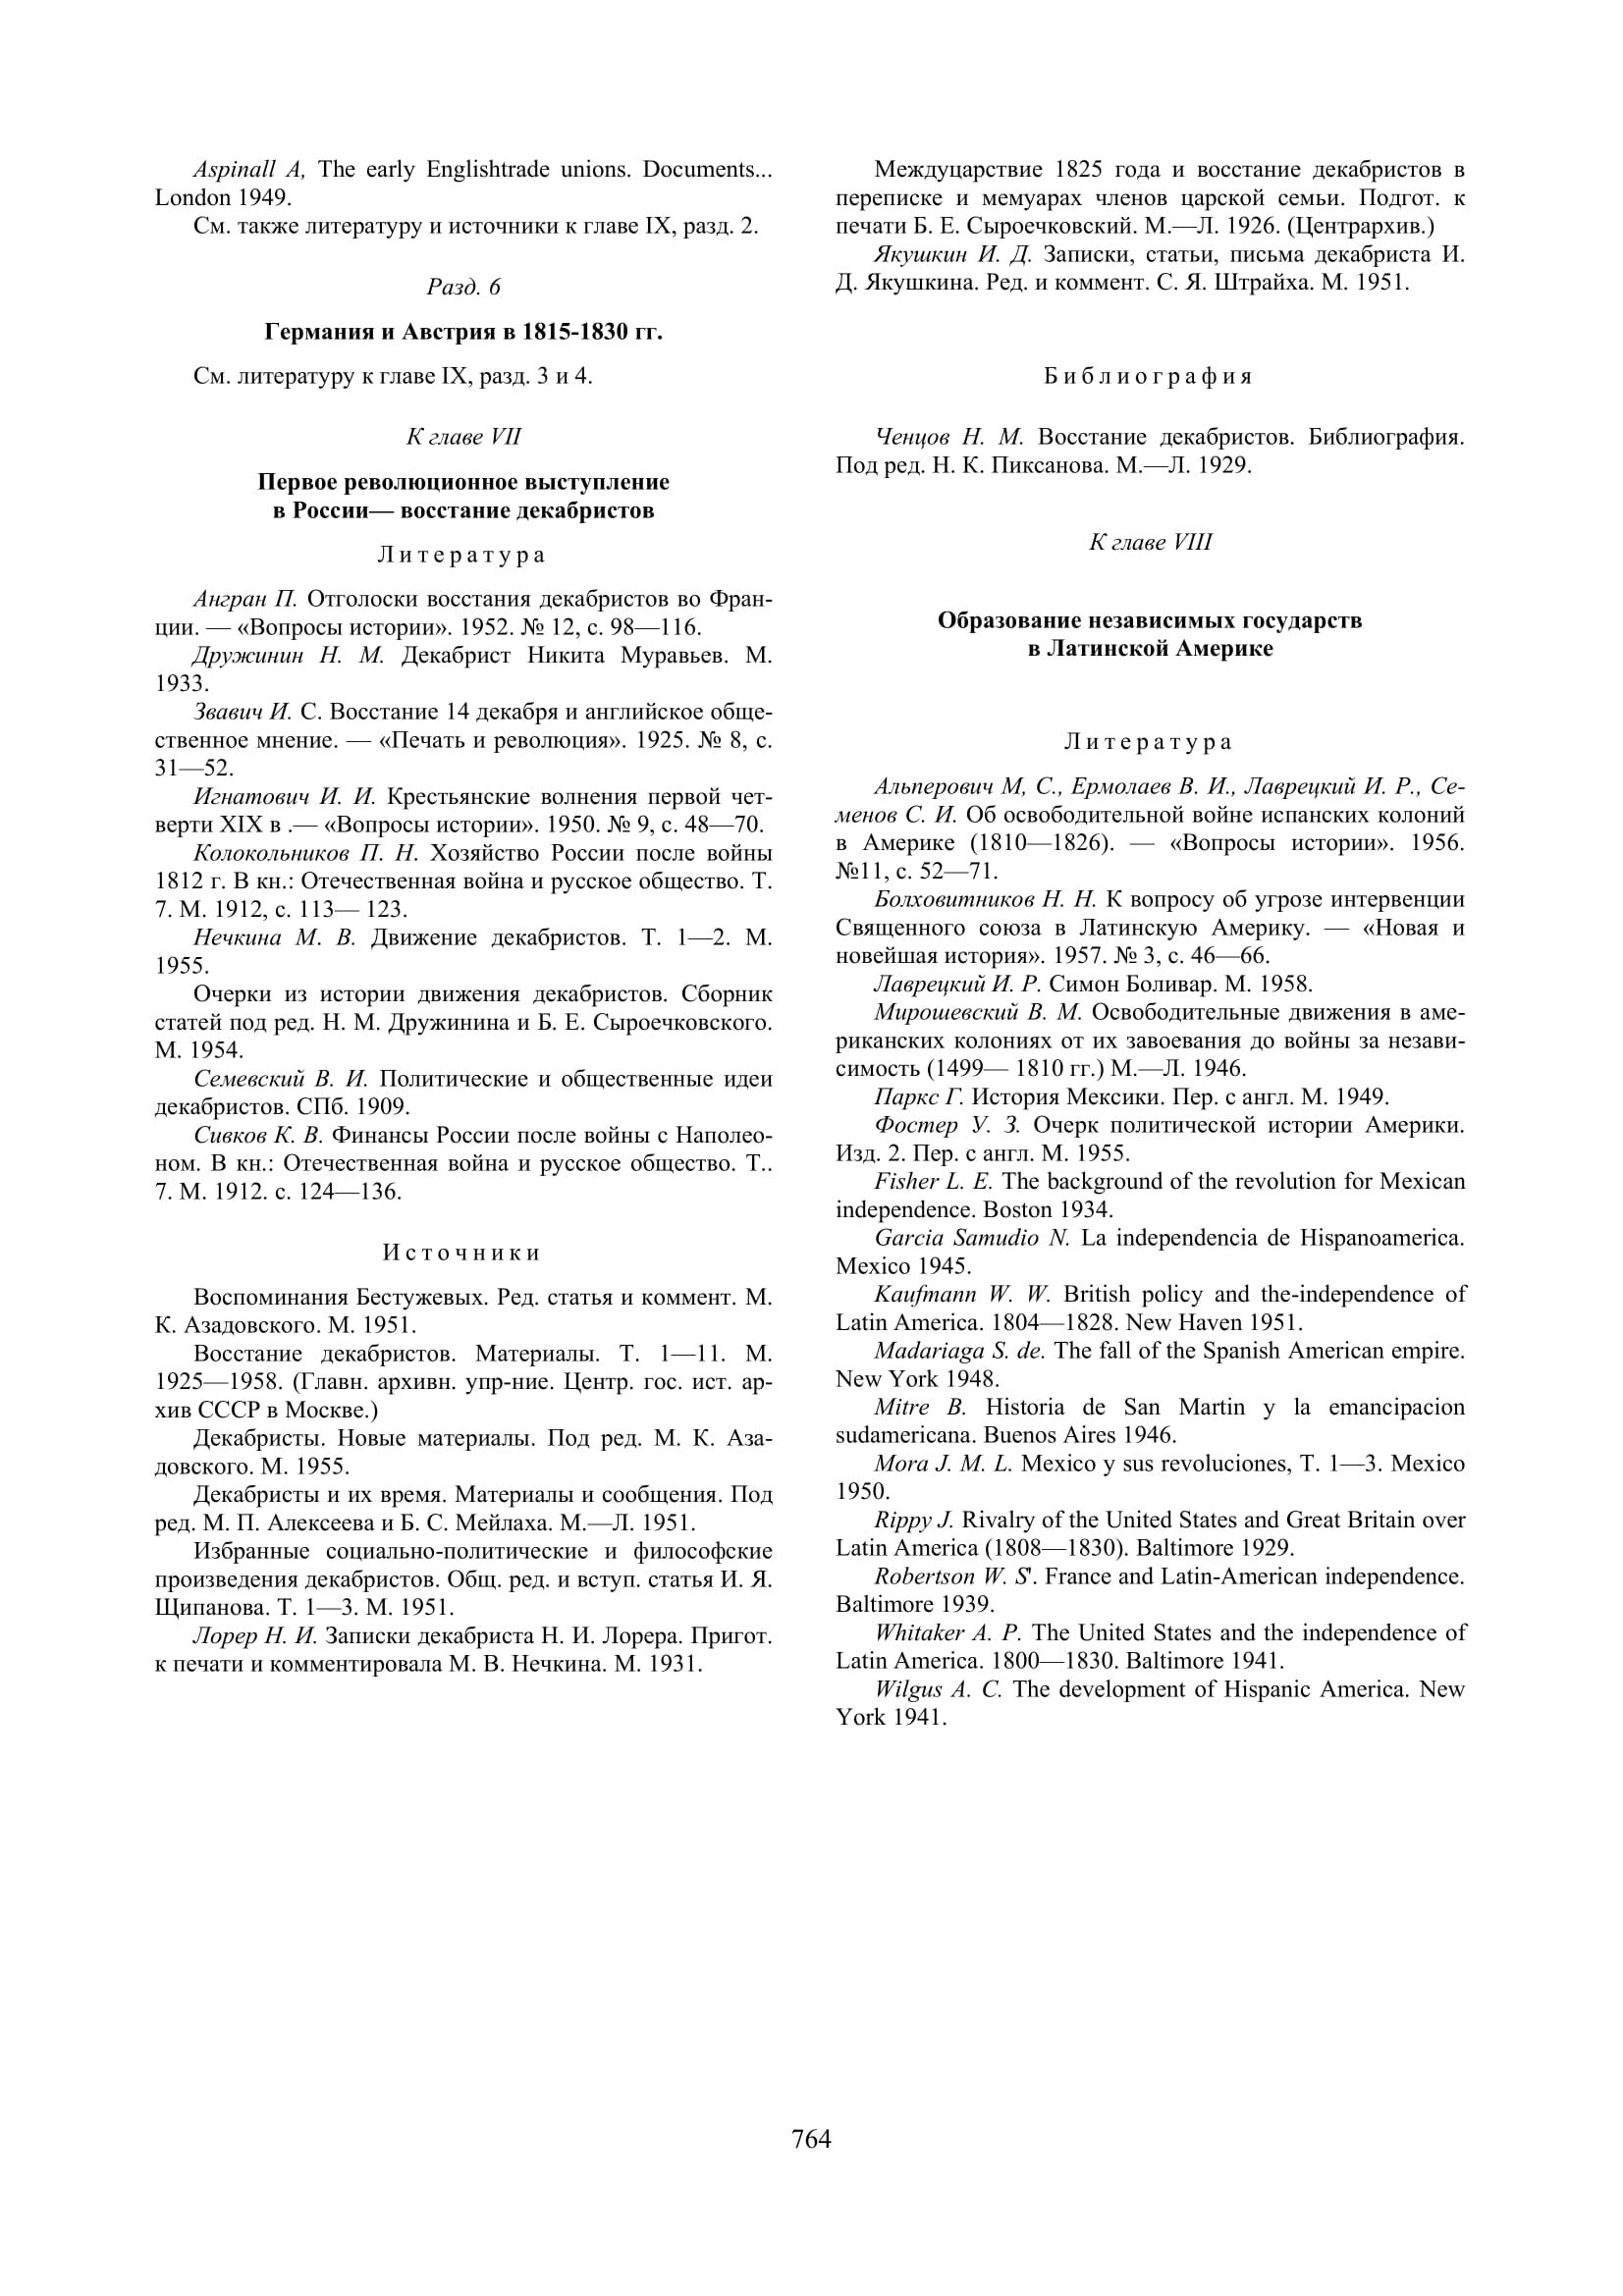 Aspinall A, The early Englishtrade unions. Documents...
London 1949.
См. также литературу и источники к главе IX, разд. 2.
Разд. 6
Германия и Австрия в 1815-1830 гг.
См. литературу к главе IX, разд. 3 и 4.
К главе VII
Первое революционное выступление
в России— восстание декабристов
Литература
Ангран П. Отголоски восстания декабристов во Фран-
ции. — «Вопросы истории». 1952. № 12, с. 98—116.
Дружинин Н. М. Декабрист Никита Муравьев. М.
1933.
Звавич И. С. Восстание 14 декабря и английское обще-
ственное мнение. — «Печать и революция». 1925. № 8, с.
31—52.
Игнатович И. И. Крестьянские волнения первой чет-
верти XIX в .— «Вопросы истории». 1950. № 9, с. 48—70.
Колокольников П. Н. Хозяйство России после войны
1812 г. В кн.: Отечественная война и русское общество. Т.
7. М. 1912, с. 113— 123.
Нечкина М. В. Движение декабристов. Т. 1—2. М.
1955.
Очерки из истории движения декабристов. Сборник
статей под ред. Н. М. Дружинина и Б. Е. Сыроечковского.
М. 1954.
Семевский В. И. Политические и общественные идеи
декабристов. СПб. 1909.
Сивков К. В. Финансы России после войны с Наполео-
ном. В кн.: Отечественная война и русское общество. Т..
7. М. 1912. с. 124—136.
Источники
Воспоминания Бестужевых. Ред. статья и коммент. М.
К. Азадовского. М. 1951.
Восстание декабристов. Материалы. Т. 1—11. М.
1925—1958. (Главн. архивн. упр-ние. Центр. гос. ист. ар-
хив СССР в Москве.)
Декабристы. Новые материалы. Под ред. М. К. Аза-
довского. М. 1955.
Декабристы и их время. Материалы и сообщения. Под
ред. М. П. Алексеева и Б. С. Мейлаха. М.—Л. 1951.
Избранные социально-политические и философские
произведения декабристов. Общ. ред. и вступ. статья И. Я.
Щипанова. Т. 1—3. М. 1951.
Лорер Н. И. Записки декабриста Н. И. Лорера. Пригот.
к печати и комментировала М. В. Нечкина. М. 1931.
Междуцарствие 1825 года и восстание декабристов в
переписке и мемуарах членов царской семьи. Подгот. к
печати Б. Е. Сыроечковский. М.—Л. 1926. (Центрархив.)
Якушкин И. Д. Записки, статьи, письма декабриста И.
Д. Якушкина. Ред. и коммент. С. Я. Штрайха. М. 1951.
Библиография
Ченцов Н. М. Восстание декабристов. Библиография.
Под ред. Н. К. Пиксанова. М.—Л. 1929.
К главе VIII
Образование независимых государств
в Латинской Америке
Литература
Альперович М, С., Ермолаев В. И., Лаврецкий И. Р., Се-
менов С. И. Об освободительной войне испанских колоний
в Америке (1810—1826). — «Вопросы истории». 1956.
№11, с. 52—71.
Болховитников Н. Н. К вопросу об угрозе интервенции
Священного союза в Латинскую Америку. — «Новая и
новейшая история». 1957. № 3, с. 46—66.
Лаврецкий И. Р. Симон Боливар. М. 1958.
Мирошевский В. М. Освободительные движения в аме-
риканских колониях от их завоевания до войны за незави-
симость (1499— 1810 гг.) М.—Л. 1946.
Паркс Г. История Мексики. Пер. с англ. М. 1949.
Фостер У. З. Очерк политической истории Америки.
Изд. 2. Пер. с англ. М. 1955.
Fisher L. E. The background of the revolution for Mexican
independence. Boston 1934.
Garcia Samudio N. La independencia de Hispanoamerica.
Mexico 1945.
Kaufmann W. W. British policy and the-independence of
Latin America. 1804—1828. New Haven 1951.
Madariaga S. de. The fall of the Spanish American empire.
New York 1948.
Mitre B. Historia de San Martin y la emancipacion
sudamericana. Buenos Aires 1946.
Mora J. M. L. Mexico y sus revoluciones, T. 1—3. Mexico
1950.
Rippy J. Rivalry of the United States and Great Britain over
Latin America (1808—1830). Baltimore 1929.
Robertson W. S'. France and Latin-American independence.
Baltimore 1939.
Whitaker A. P. The United States and the independence of
Latin America. 1800—1830. Baltimore 1941.
Wilgus A. C. The development of Hispanic America. New
York 1941.
764